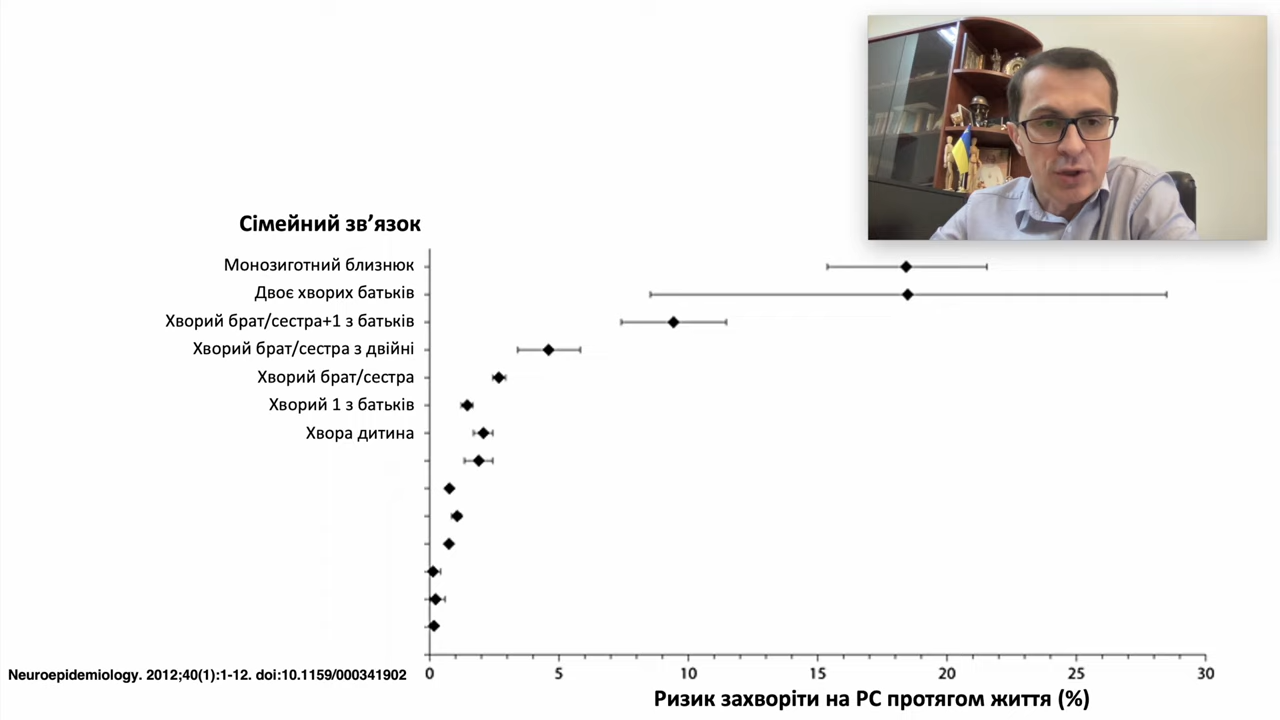 Сімейний зв’язок
Монозиготний близнюк
Двоє хворих батьків
Хворий брат/сестра+1 з батьків
Хворий брат/сестра з двійні
Хворий брат/сестра
Хворий 1 з батьків
Хвора дитина
0 5 10 15 20 25 30
Neuroepidemiology. 2012;40(1):1-12. doi:10.1159/000341902
Ризик захворіти на РС протягом життя (%)